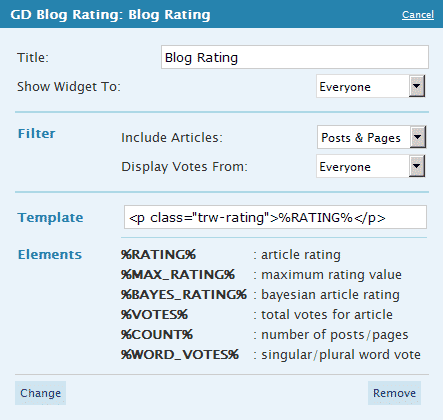 GD Blog Rating: Blog Rating Cancel
Title: Blog Rating
Show Widget To: Everyone
Filter Include Articles: Posts & Pages
Display Votes From: Everyone
Template <p class="trw-rating">%RATING%</p>
Elements %RATING% : article rating
%MAX_RATING% : maximum rating value
%BAYES_RATING% : bayesian article rating
%VOTES% : total votes for article
%COUNT% : number of posts/pages
%WORD_VOTES% : singular/plural word vote
Change Remove